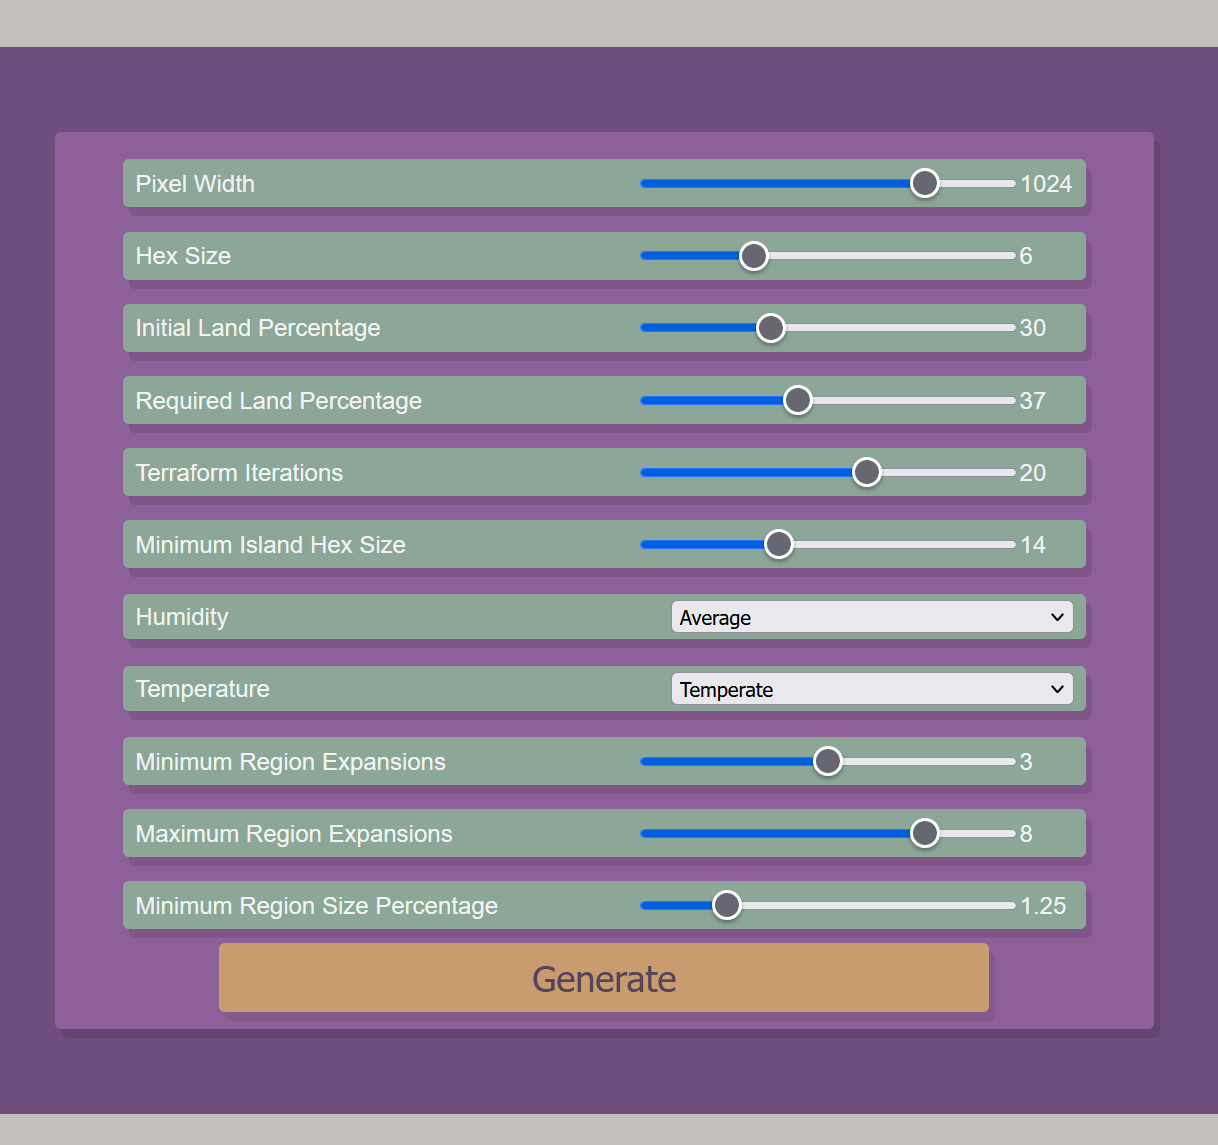 Pixel Width 1024
Hex Size 6
Initial Land Percentage 30
Required Land Percentage 37
Terraform Iterations 20
Minimum Island Hex Size 14
Humidity Average
Temperature Temperate
Minimum Region Expansions 3
Maximum Region Expansions 8
Minimum Region Size Percentage 1.25
Generate